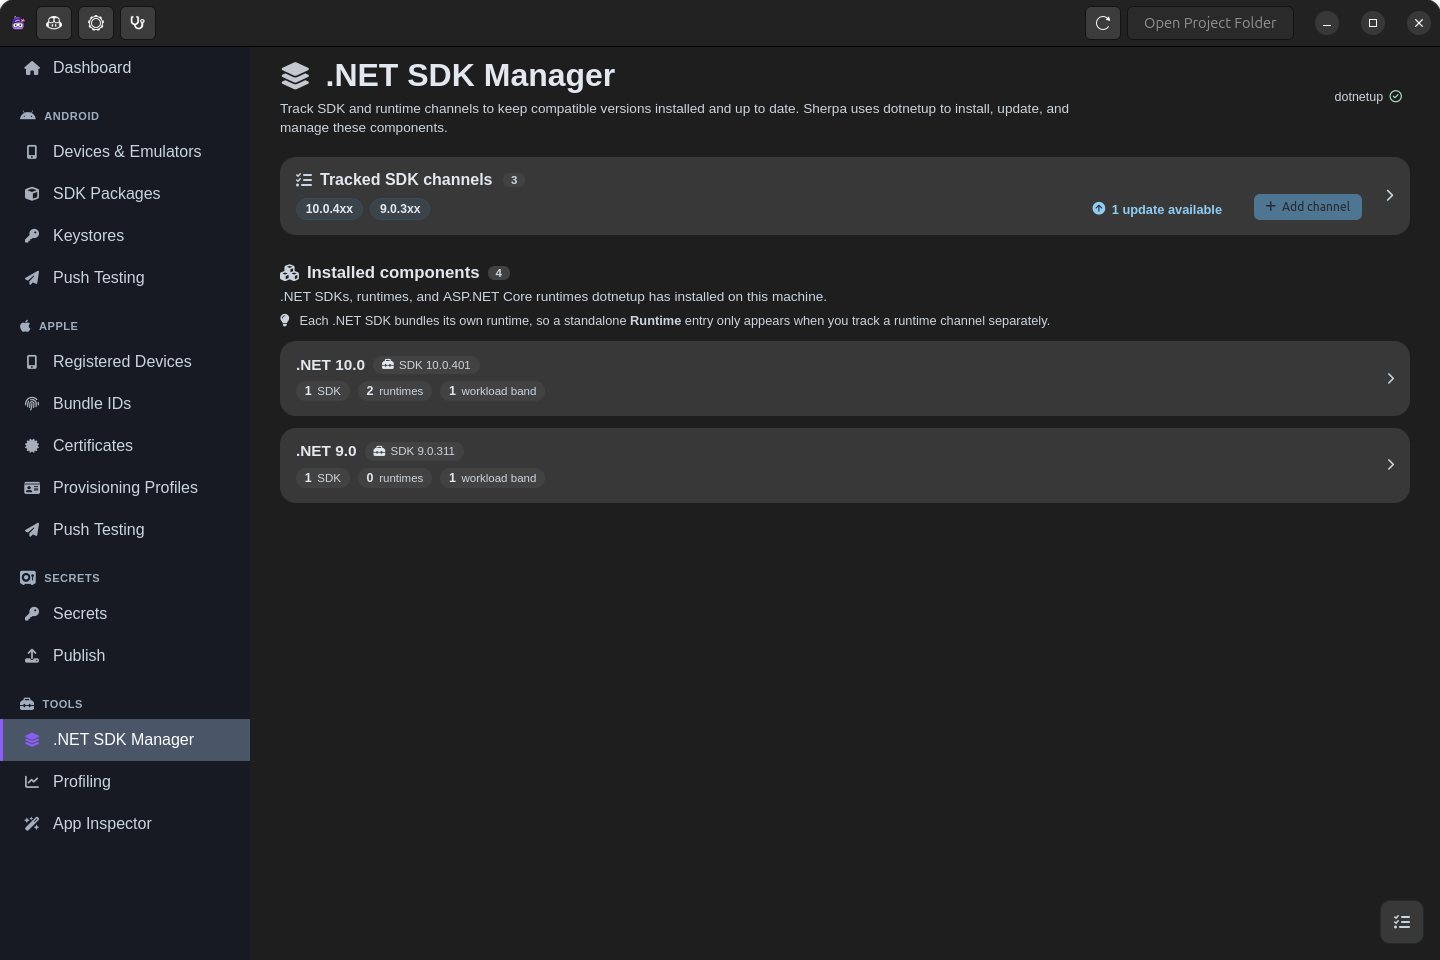 Open Project Folder
Dashboard
ANDROID
Devices & Emulators
SDK Packages
Keystores
Push Testing
APPLE
Registered Devices
Bundle IDs
Certificates
Provisioning Profiles
Push Testing
SECRETS
Secrets
Publish
TOOLS
.NET SDK Manager
Profiling
App Inspector
.NET SDK Manager
Track SDK and runtime channels to keep compatible versions installed and up to date. Sherpa uses dotnetup to install, update, and
manage these components.
dotnetup
Tracked SDK channels 3
10.0.4xx 9.0.3xx
1 update available
Add channel
Installed components 4
.NET SDKs, runtimes, and ASP.NET Core runtimes dotnetup has installed on this machine.
Each .NET SDK bundles its own runtime, so a standalone Runtime entry only appears when you track a runtime channel separately.
.NET 10.0 SDK 10.0.401
1 SDK 2 runtimes 1 workload band
.NET 9.0 SDK 9.0.311
1 SDK 0 runtimes 1 workload band